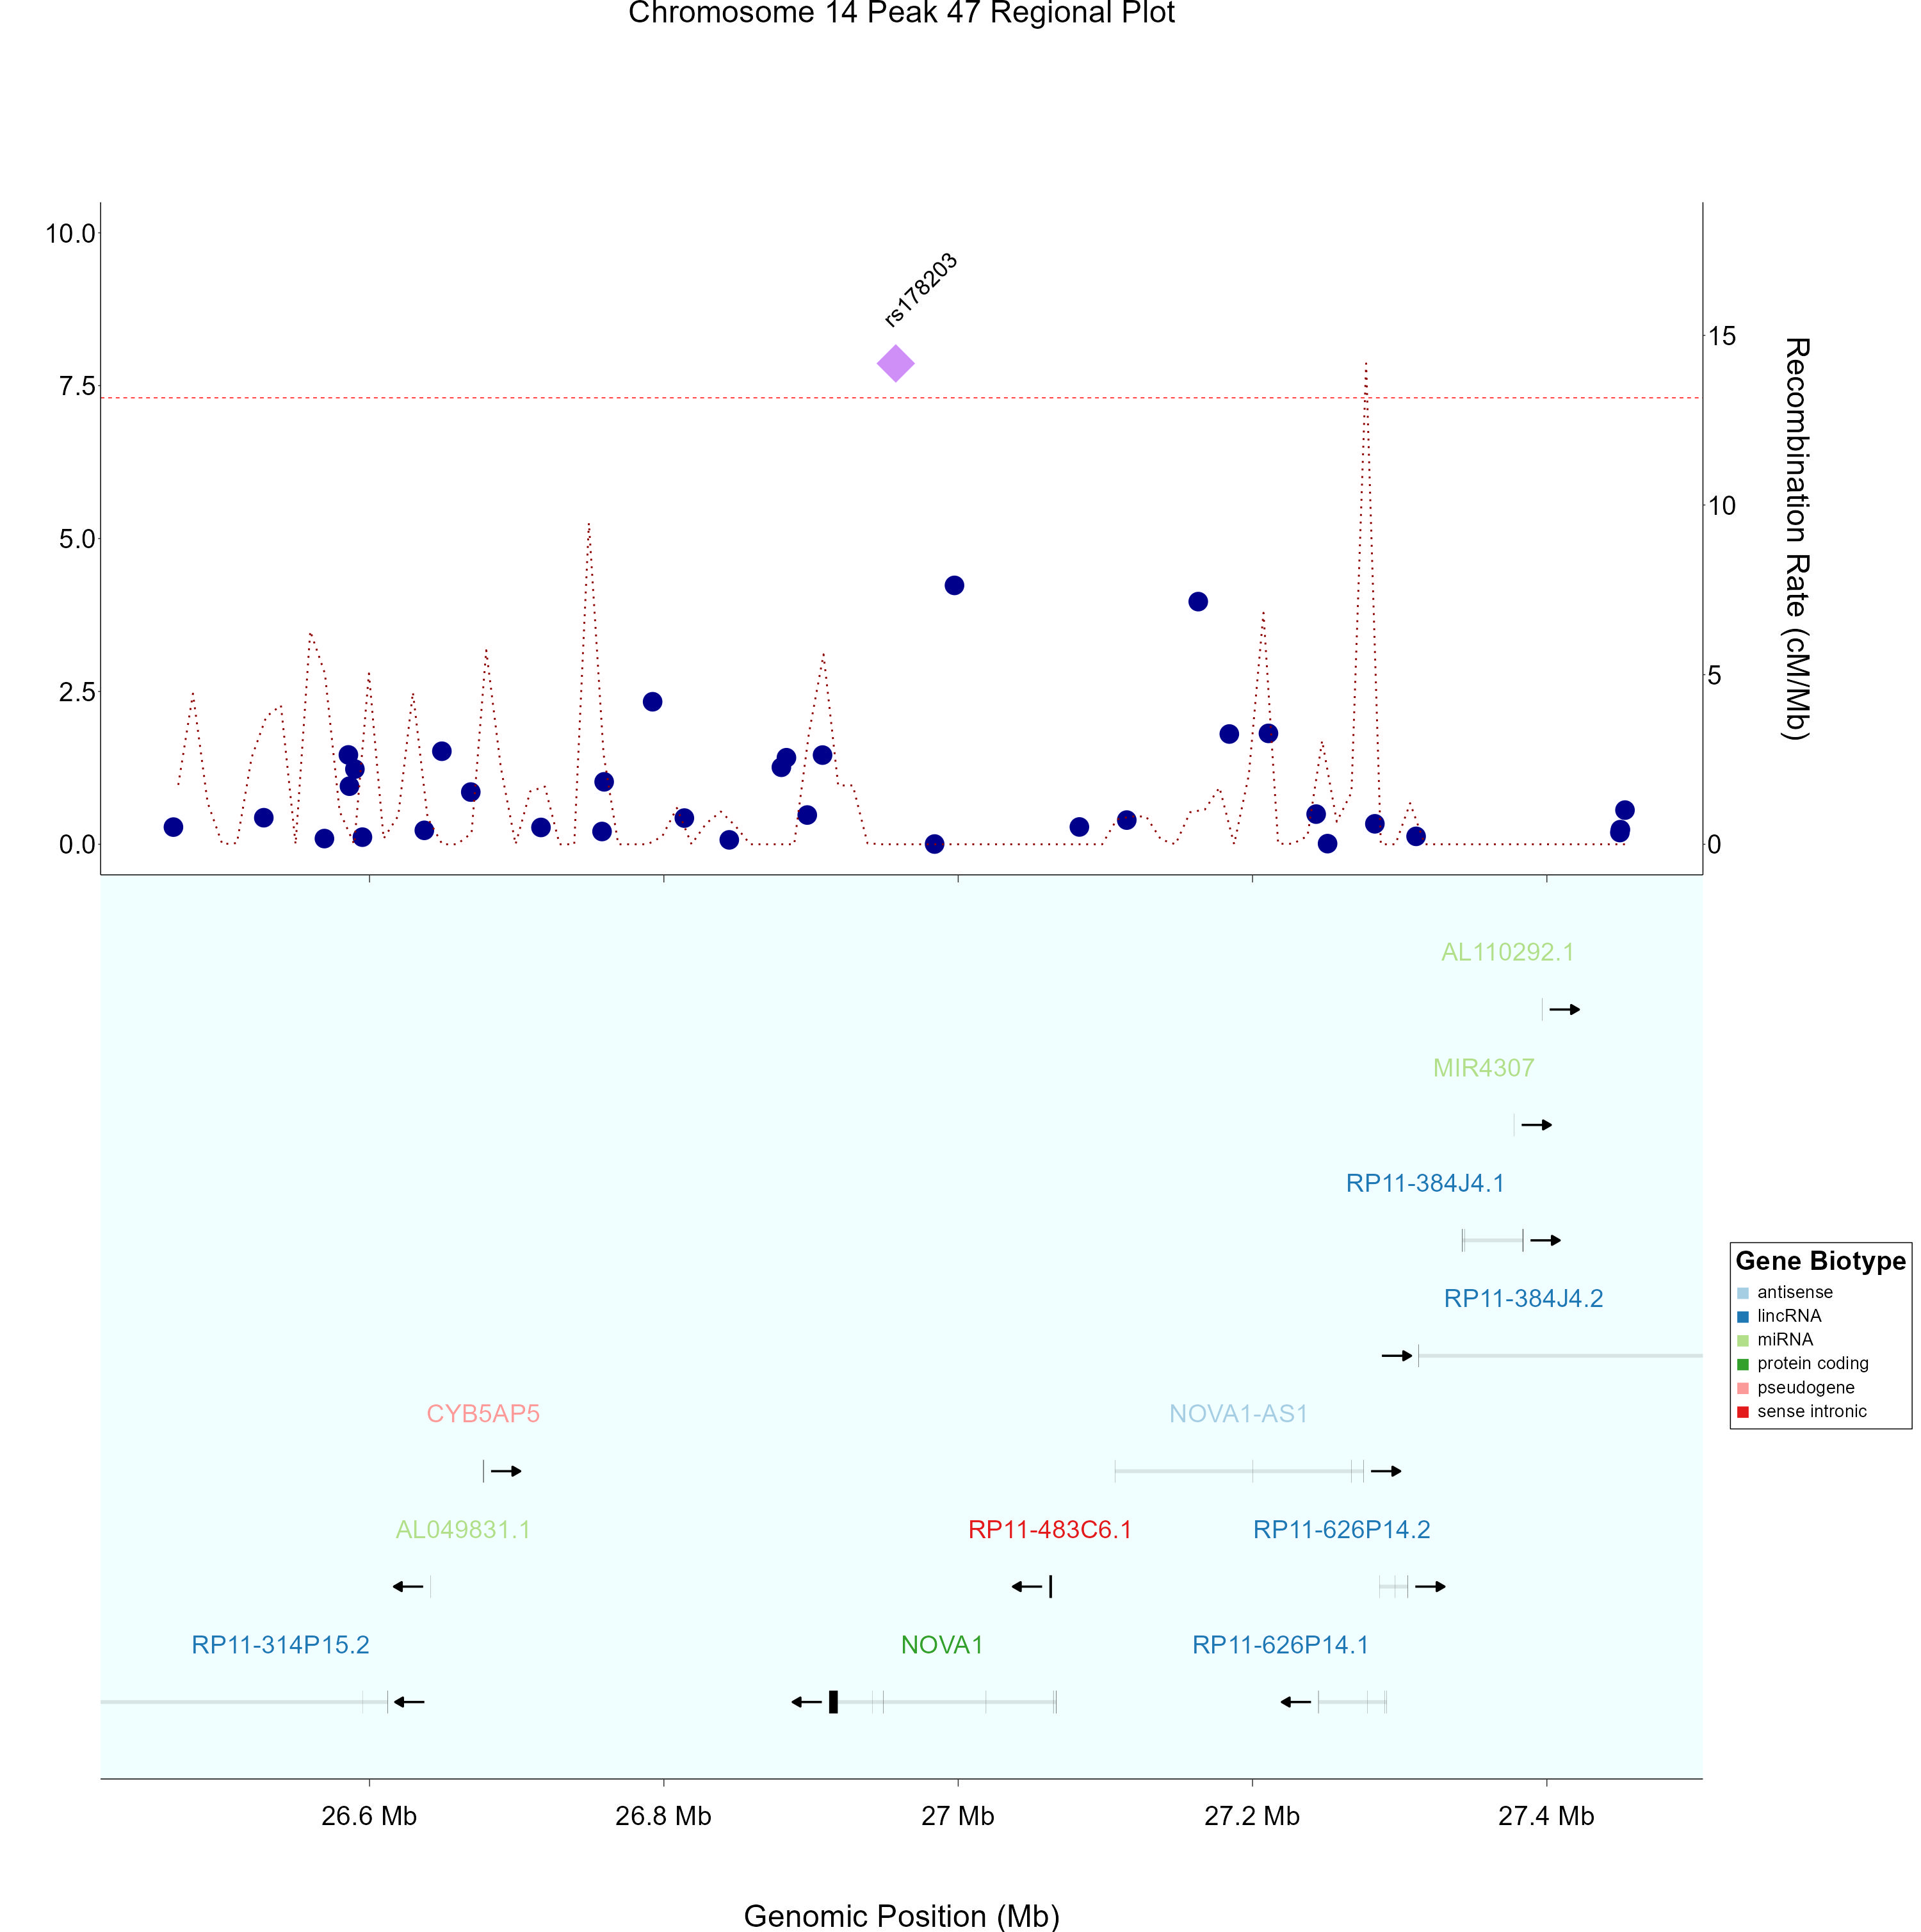 Chromosome 14 Peak 47 Regional Plot
10.0
7.5
5.0
2.5
0.0
rs178203
15
10
5
0
Recombination Rate (cM/Mb)
AL110292.1
MIR4307
RP11-384J4.1
RP11-384J4.2
CYB5AP5
NOVA1-AS1
AL049831.1
RP11-483C6.1
RP11-626P14.2
RP11-314P15.2
NOVA1
RP11-626P14.1
Gene Biotype
antisense
lincRNA
miRNA
protein coding
pseudogene
sense intronic
26.6 Mb
26.8 Mb
27 Mb
27.2 Mb
27.4 Mb
Genomic Position (Mb)